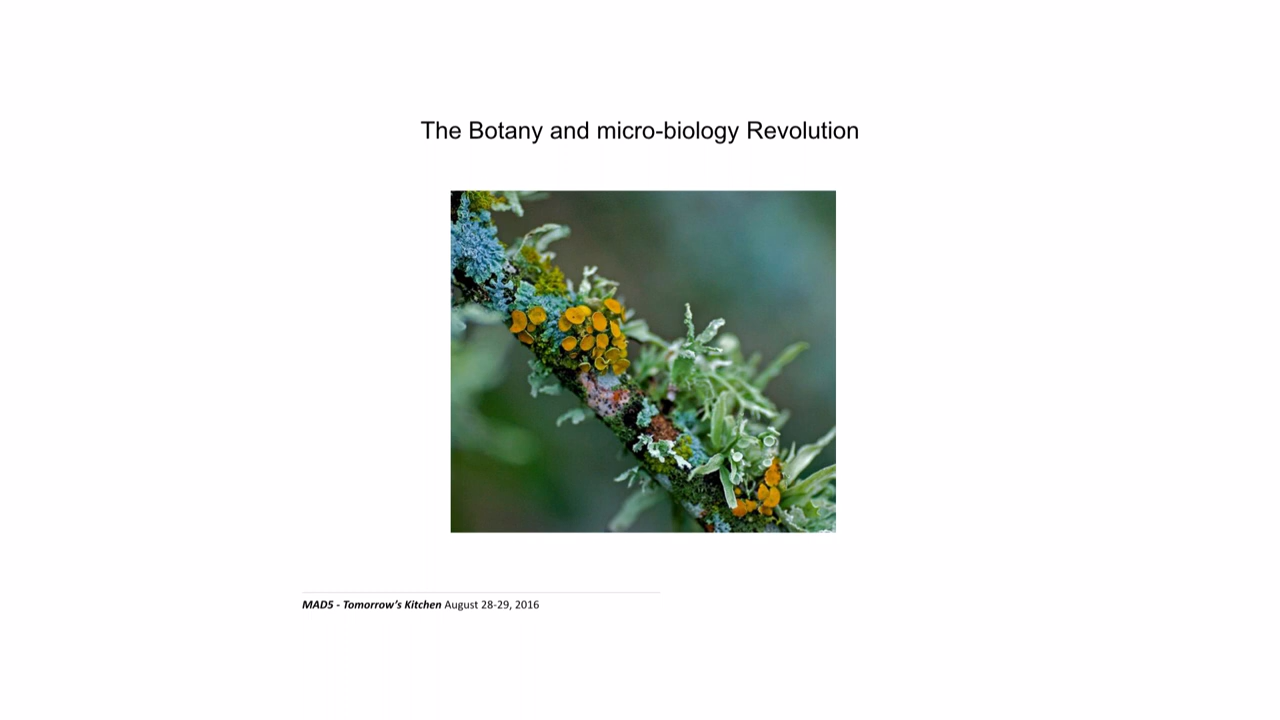 The Botany and micro-biology Revolution
MAD5 - Tomorrow’s Kitchen August 28-29, 2016